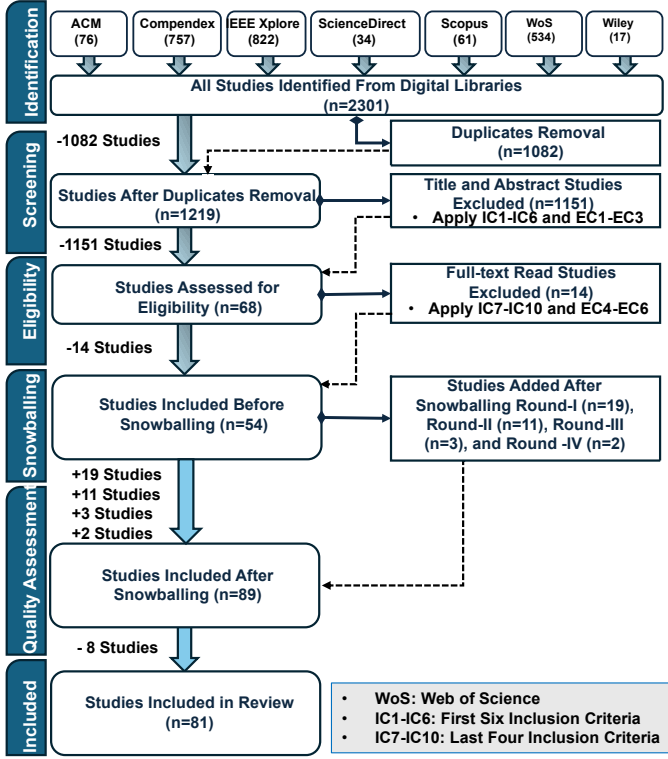 ACM
(76)
Compendex
(757)
IEEE Xplore
(822)
ScienceDirect
(34)
Scopus
(61)
WoS
(534)
Wiley
(17)
Identification
All Studies Identified From Digital Libraries
(n=2301)
-1082 Studies
Duplicates Removal
(n=1082)
Screening
Studies After Duplicates Removal
(n=1219)
Title and Abstract Studies
Excluded (n=1151)
• Apply IC1-IC6 and EC1-EC3
-1151 Studies
Eligibility
Studies Assessed for
Eligibility (n=68)
Full-text Read Studies
Excluded (n=14)
• Apply IC7-IC10 and EC4-EC6
-14 Studies
Snowballing
Studies Included Before
Snowballing (n=54)
Studies Added After
Snowballing Round-I (n=19),
Round-II (n=11), Round-III
(n=3), and Round -IV (n=2)
+19 Studies
+11 Studies
+3 Studies
+2 Studies
Quality Assessment
Studies Included After
Snowballing (n=89)
- 8 Studies
Included
Studies Included in Review
(n=81)
• WoS: Web of Science
• IC1-IC6: First Six Inclusion Criteria
• IC7-IC10: Last Four Inclusion Criteria